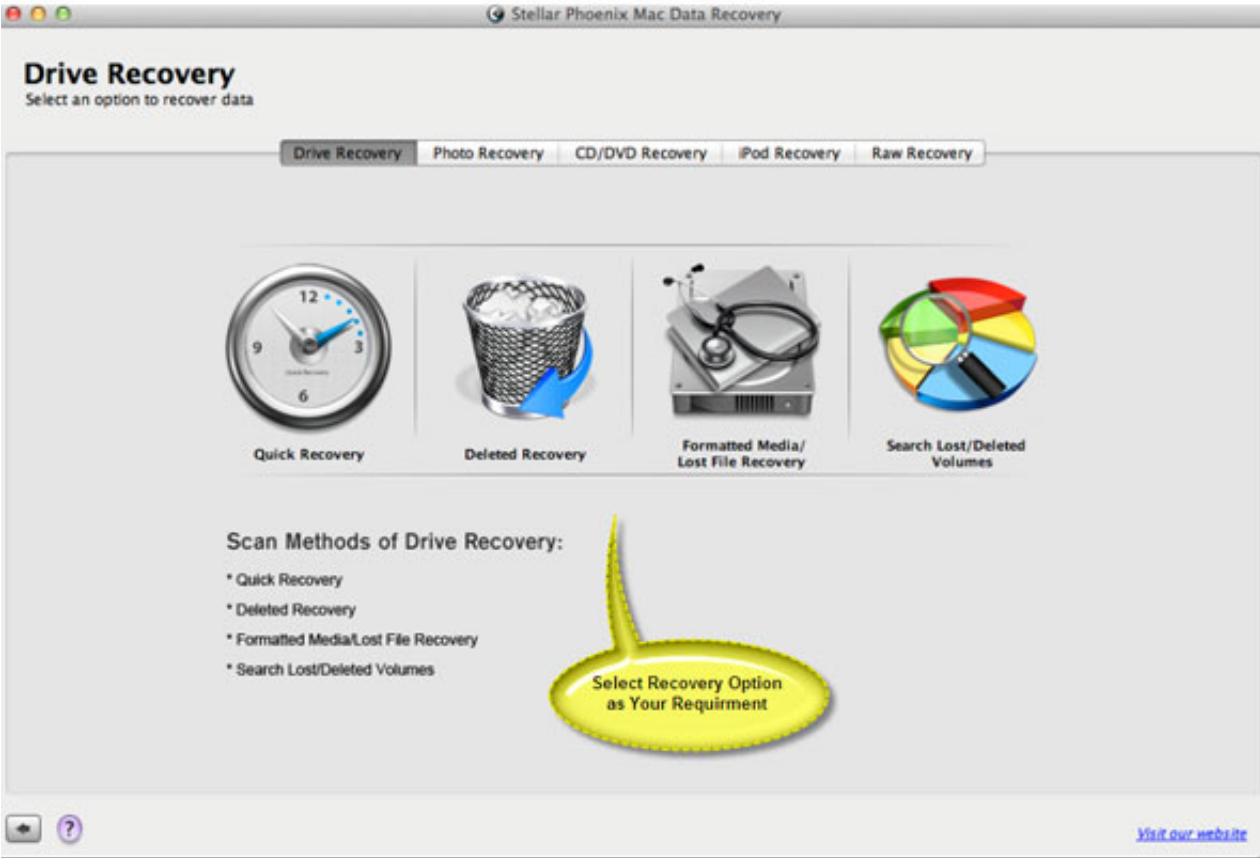 Stellar Phoenix Mac Data Recovery
Drive Recovery
Select an option to recover data
Drive Recovery
Photo Recovery
CD/DVD Recovery
iPod Recovery
Raw Recovery
12
9
3
6
Quick Recovery
Quick Recovery
Deleted Recovery
Formatted Media/
Lost File Recovery
Search Lost/Deleted
Volumes
Scan Methods of Drive Recovery:
* Quick Recovery
* Deleted Recovery
* Formatted Media/Lost File Recovery
* Search Lost/Deleted Volumes
Select Recovery Option
as Your Requirment
?
Visit our website